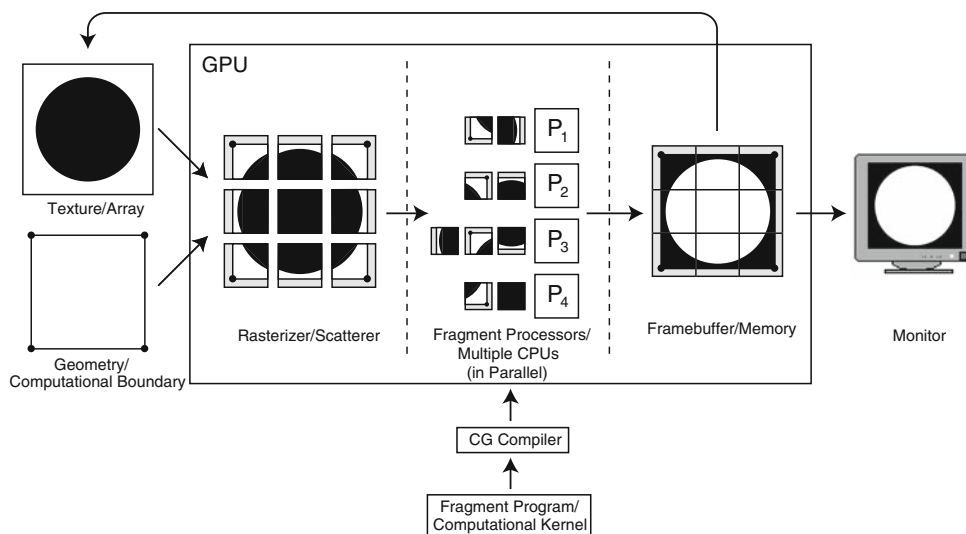 GPU
Texture/Array
Geometry/
Computational Boundary
Rasterizer/Scatterer
P1
P2
P3
P4
Fragment Processors/
Multiple CPUs
(in Parallel)
Framebuffer/Memory
Monitor
CG Compiler
Fragment Program/
Computational Kernel